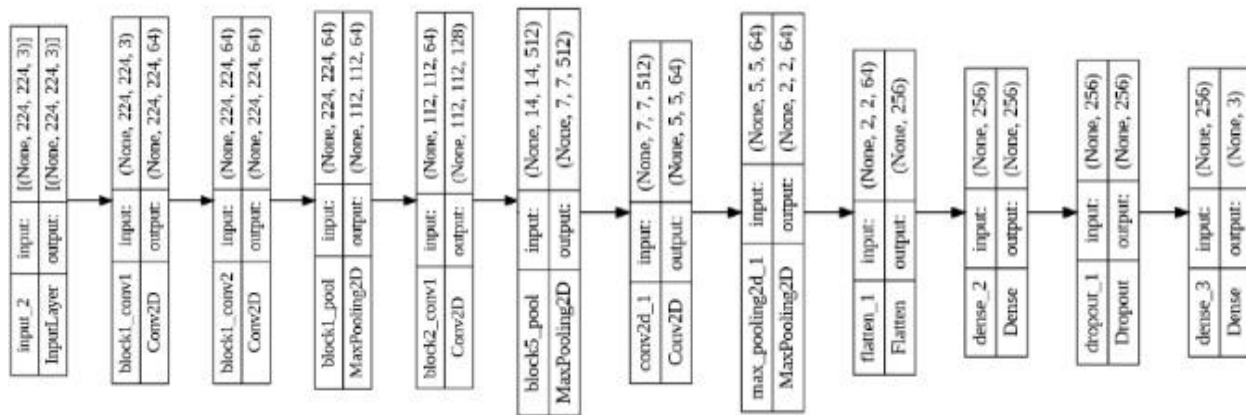 input_2 input: [(None, 224, 224, 3)]
InputLayer output: [(None, 224, 224, 3)]
block1_conv1 input: (None, 224, 224, 3)
Conv2D output: (None, 224, 224, 64)
block1_conv2 input: (None, 224, 224, 64)
Conv2D output: (None, 224, 224, 64)
block1_pool input: (None, 224, 224, 64)
MaxPooling2D output: (None, 112, 112, 64)
block2_conv1 input: (None, 112, 112, 64)
Conv2D output: (None, 112, 112, 128)
block5_pool input: (None, 14, 14, 512)
MaxPooling2D output: (None, 7, 7, 512)
conv2d_1 input: (None, 7, 7, 512)
Conv2D output: (None, 5, 5, 64)
max_pooling2d_1 input: (None, 5, 5, 64)
MaxPooling2D output: (None, 2, 2, 64)
flatten_1 input: (None, 2, 2, 64)
Flatten output: (None, 256)
dense_2 input: (None, 256)
Dense output: (None, 256)
dropout_1 input: (None, 256)
Dropout output: (None, 256)
dense_3 input: (None, 256)
Dense output: (None, 3)